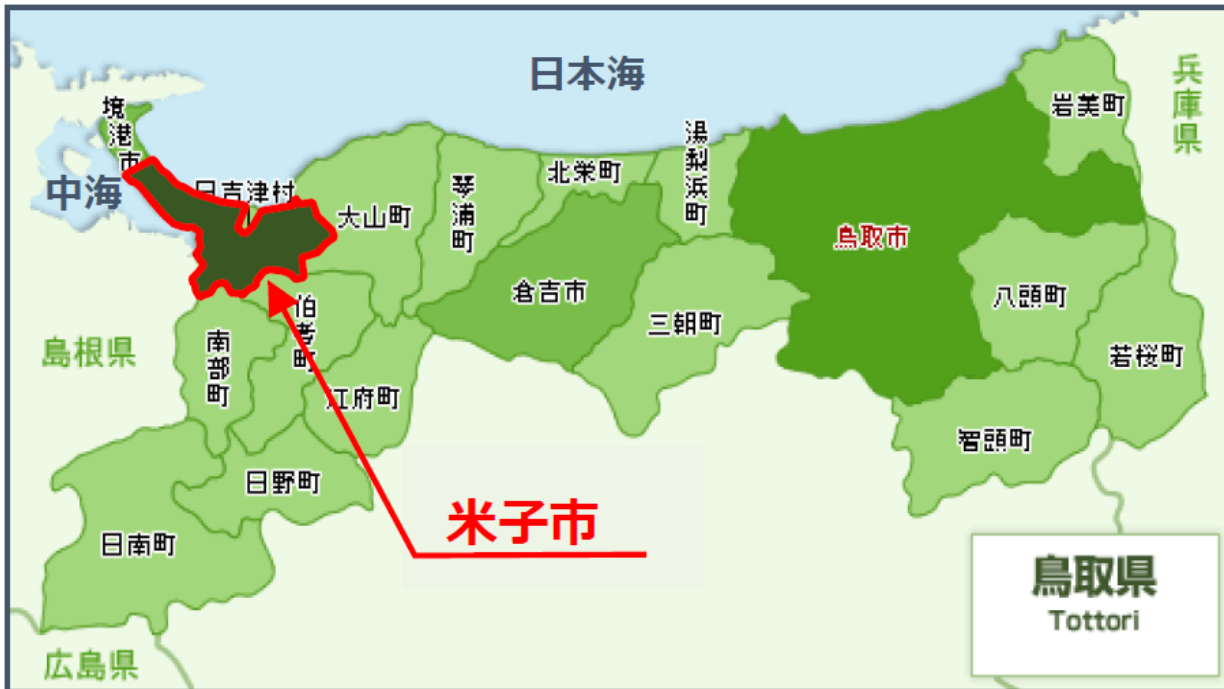 日本海
兵庫県
岩美町
境港市
湯梨浜町
北栄町
中海
日吉津村
大山町
琴浦町
鳥取市
倉吉市
八頭町
伯耆町
三朝町
島根県
南部町
若桜町
江府町
智頭町
日野町
米子市
日南町
鳥取県
Tottori
広島県